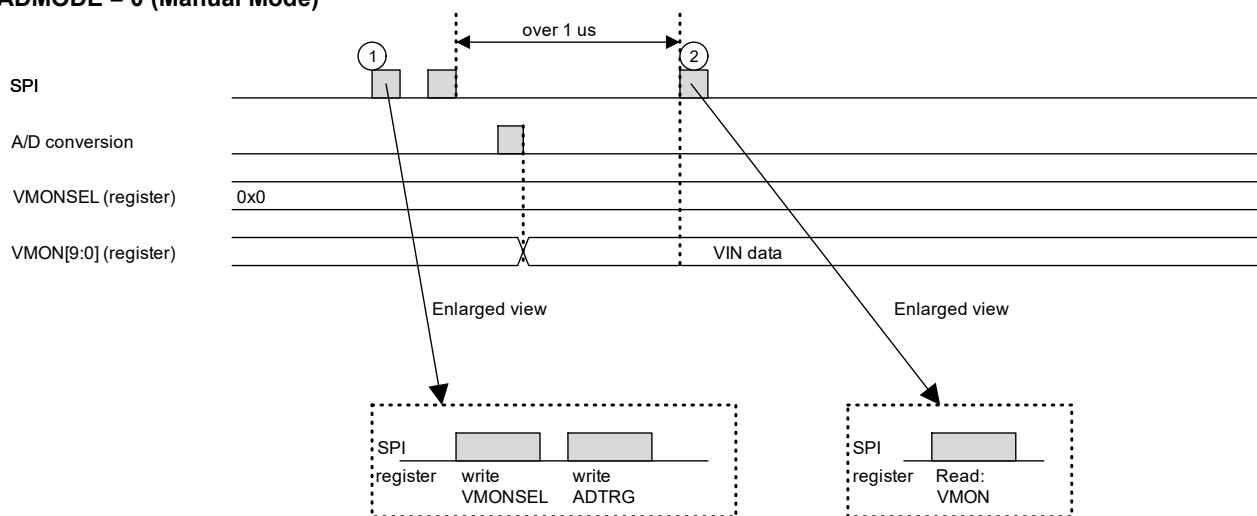 ADMODE = 0 (Manual Mode)
over 1 us
1
2
SPI
A/D conversion
VMONSEL (register)
0x0
VMON[9:0] (register)
VIN data
Enlarged view
Enlarged view
SPI
register
write
VMONSEL
write
ADTRG
SPI
register
Read:
VMON